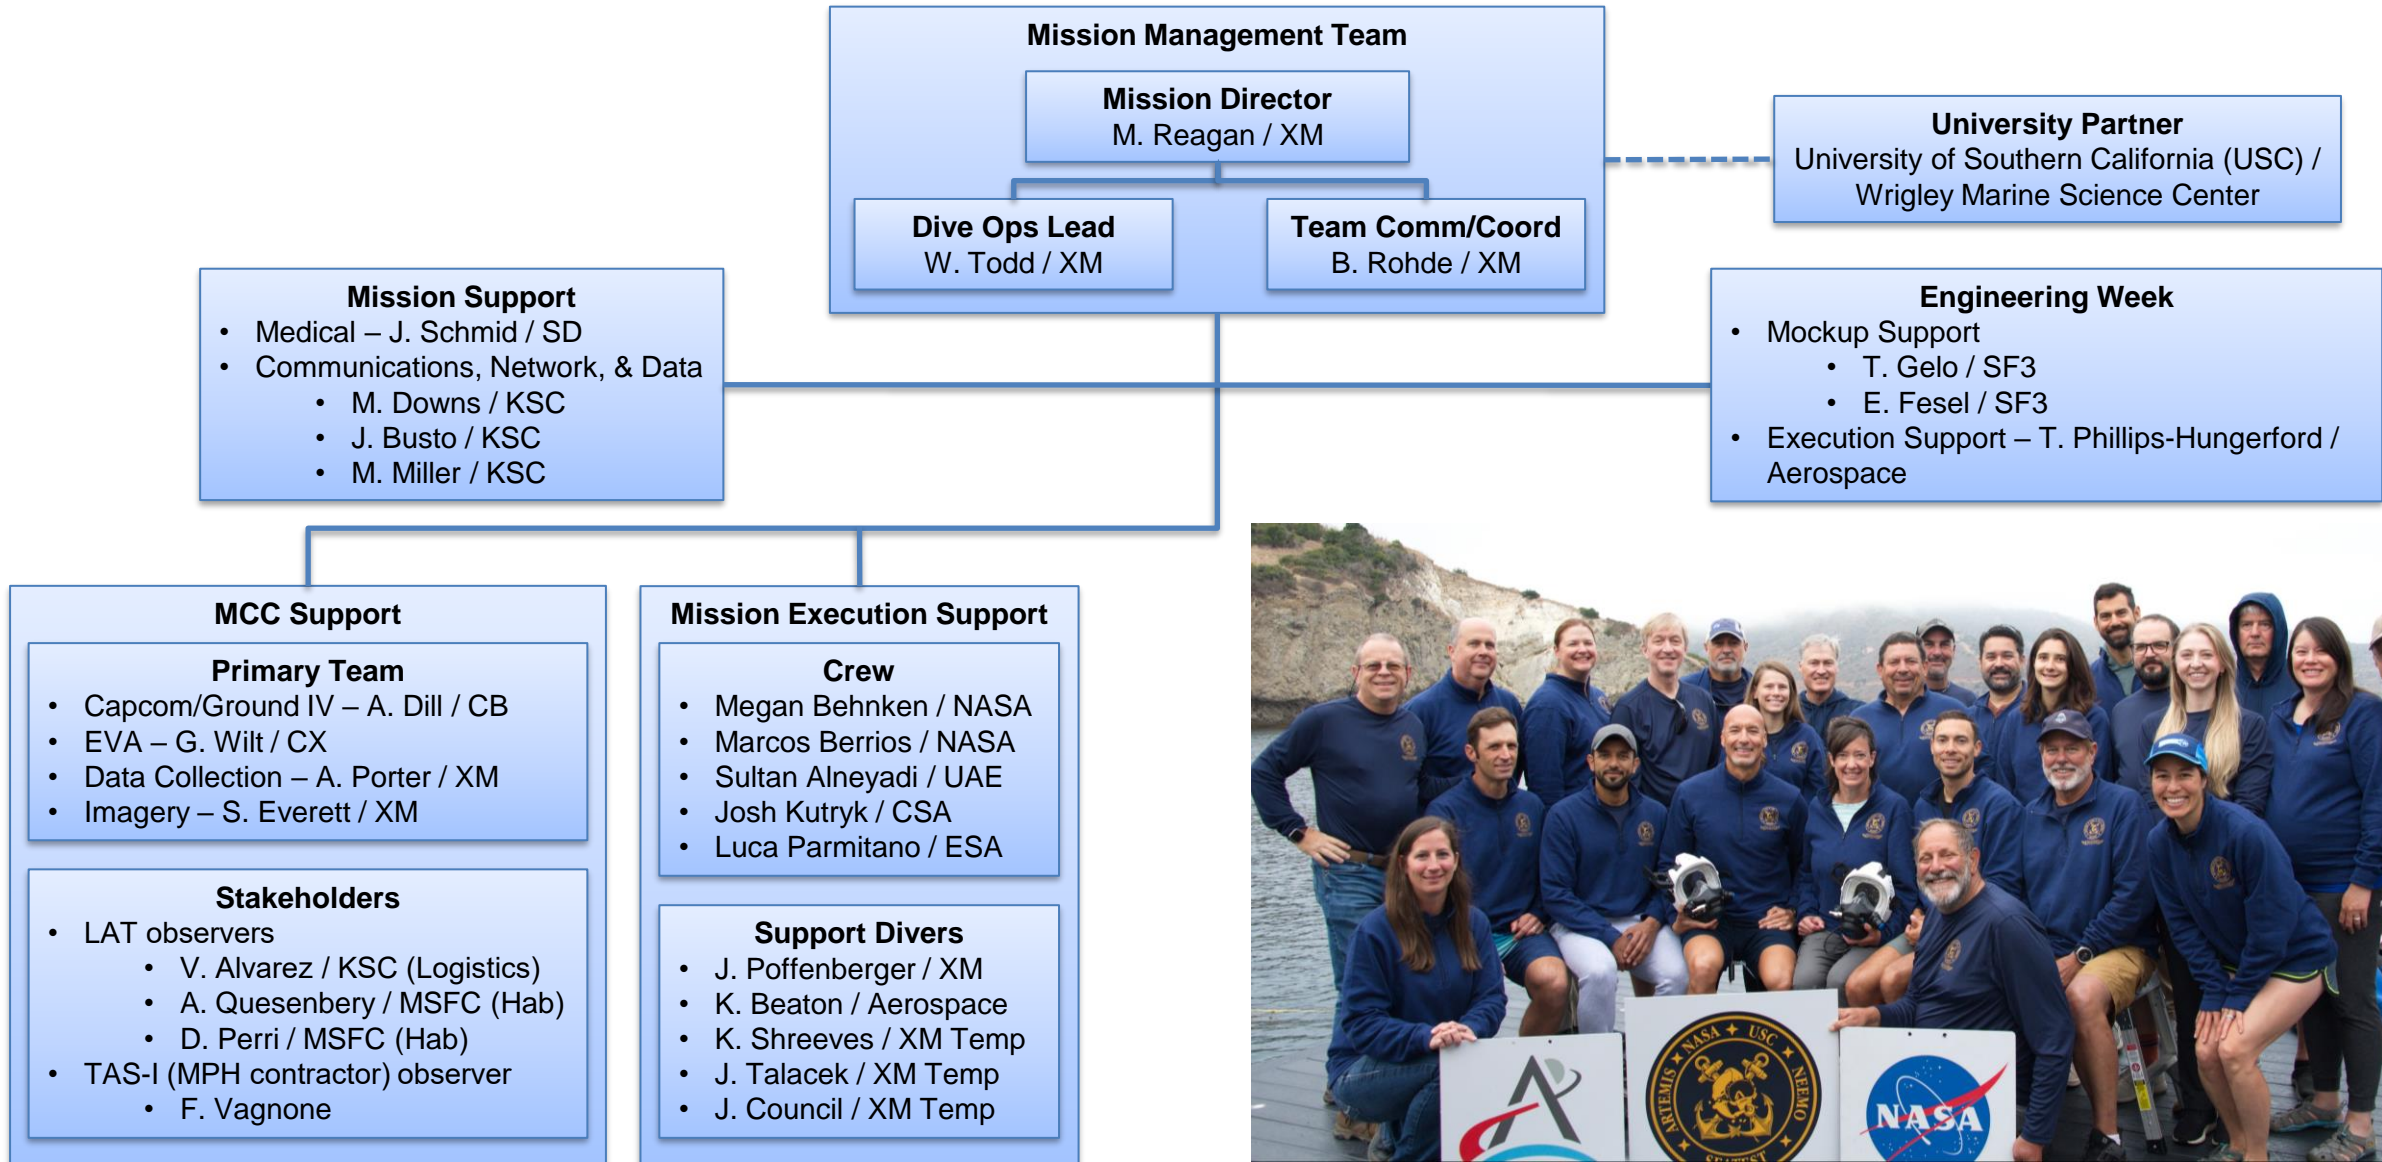 Mission Management Team
Mission Director
M. Reagan / XM
Dive Ops Lead
W. Todd / XM
Team Comm/Coord
B. Rohde / XM
University Partner
University of Southern California (USC) /
Wrigley Marine Science Center
Mission Support
• Medical – J. Schmid / SD
• Communications, Network, & Data
• M. Downs / KSC
• J. Busto / KSC
• M. Miller / KSC
Engineering Week
• Mockup Support
• T. Gelo / SF3
• E. Fesel / SF3
• Execution Support – T. Phillips-Hungerford /
Aerospace
MCC Support
Primary Team
• Capcom/Ground IV – A. Dill / CB
• EVA – G. Wilt / CX
• Data Collection – A. Porter / XM
• Imagery – S. Everett / XM
Stakeholders
• LAT observers
• V. Alvarez / KSC (Logistics)
• A. Quesenbery / MSFC (Hab)
• D. Perri / MSFC (Hab)
• TAS-I (MPH contractor) observer
• F. Vagnone
Mission Execution Support
Crew
• Megan Behnken / NASA
• Marcos Berrios / NASA
• Sultan Alneyadi / UAE
• Josh Kutryk / CSA
• Luca Parmitano / ESA
Support Divers
• J. Poffenberger / XM
• K. Beaton / Aerospace
• K. Shreeves / XM Temp
• J. Talacek / XM Temp
• J. Council / XM Temp
ARTEMIS NASA USC NEEMO
SEATEST
NASA